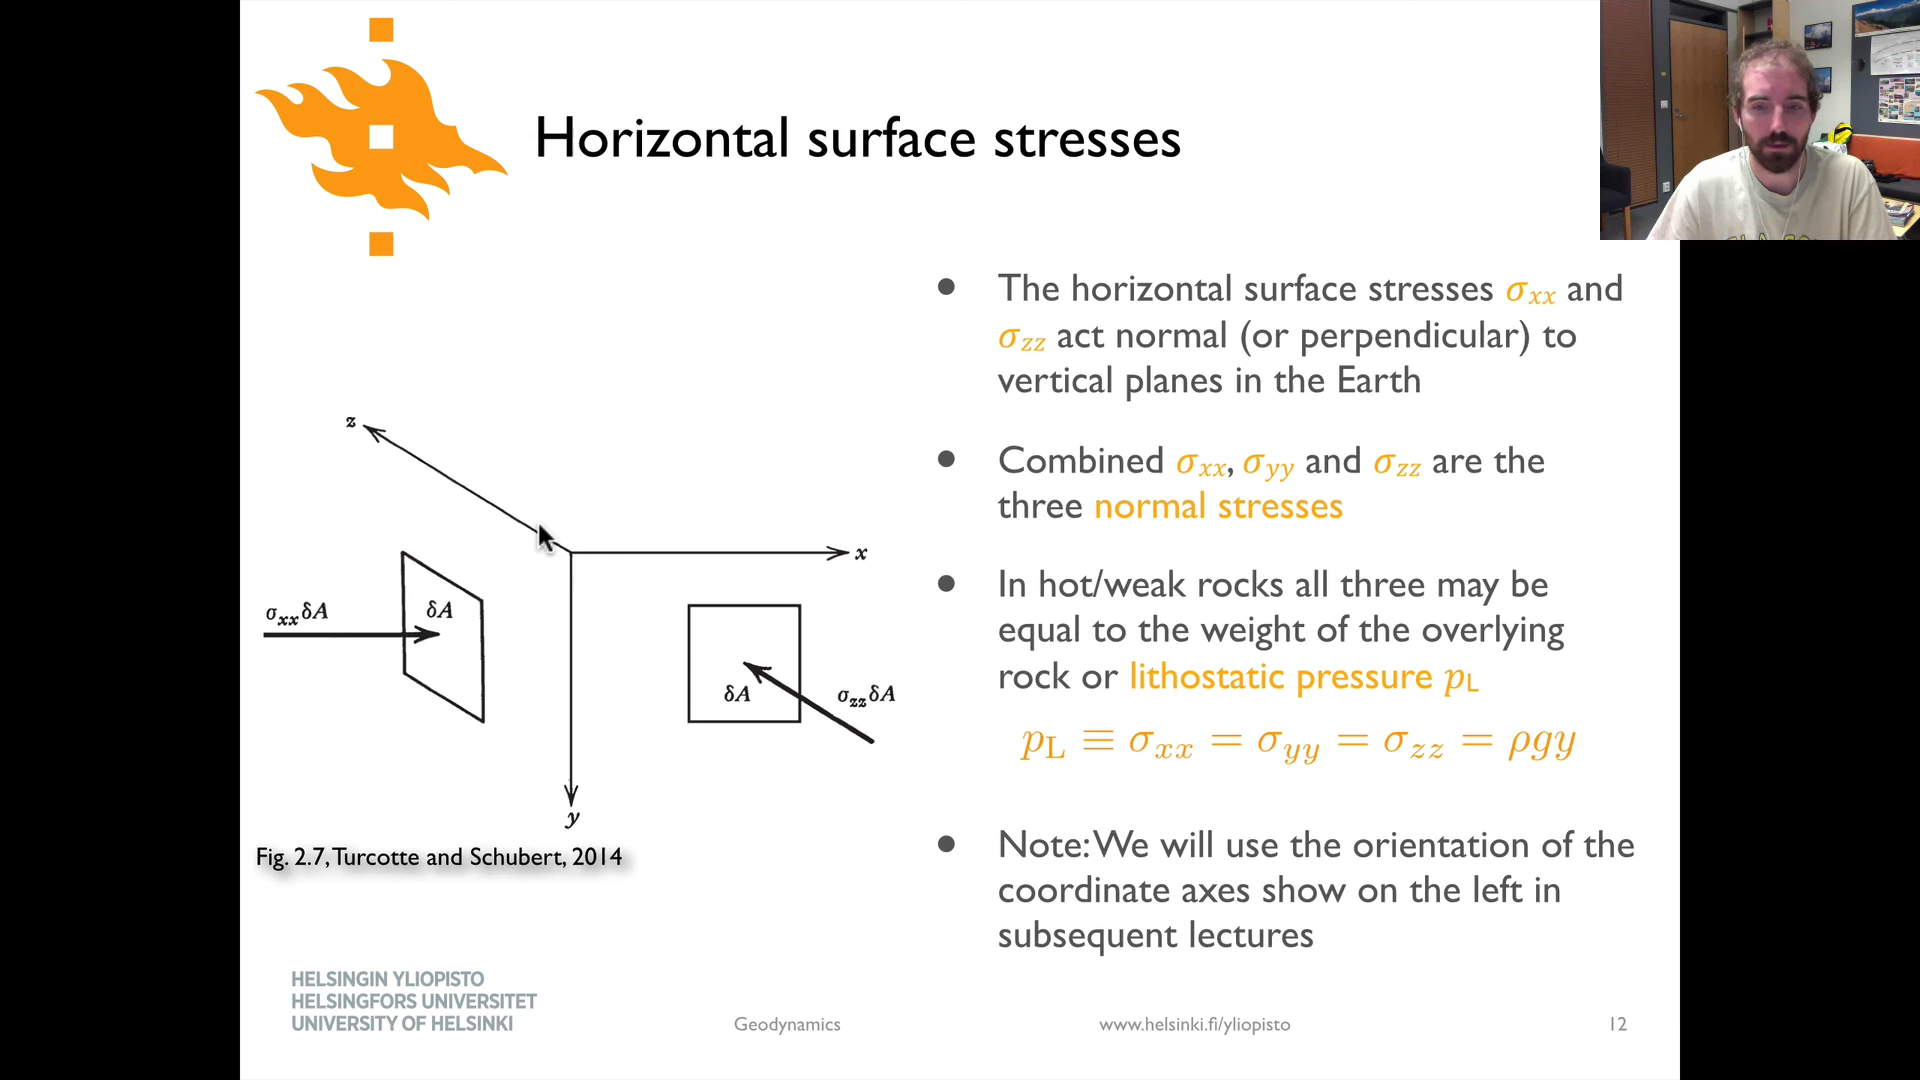 Horizontal surface stresses
• The horizontal surface stresses σxx and
σzz act normal (or perpendicular) to
vertical planes in the Earth
• Combined σxx, σyy and σzz are the
three normal stresses
• In hot/weak rocks all three may be
equal to the weight of the overlying
rock or lithostatic pressure pL
pL ≡ σxx = σyy = σzz = ρgy
• Note: We will use the orientation of the
coordinate axes show on the left in
subsequent lectures
z
x
σxxδA
δA
δA
σzzδA
y
Fig. 2.7, Turcotte and Schubert, 2014
HELSINGIN YLIOPISTO
HELSINGFORS UNIVERSITET
UNIVERSITY OF HELSINKI
Geodynamics
www.helsinki.fi/yliopisto
12